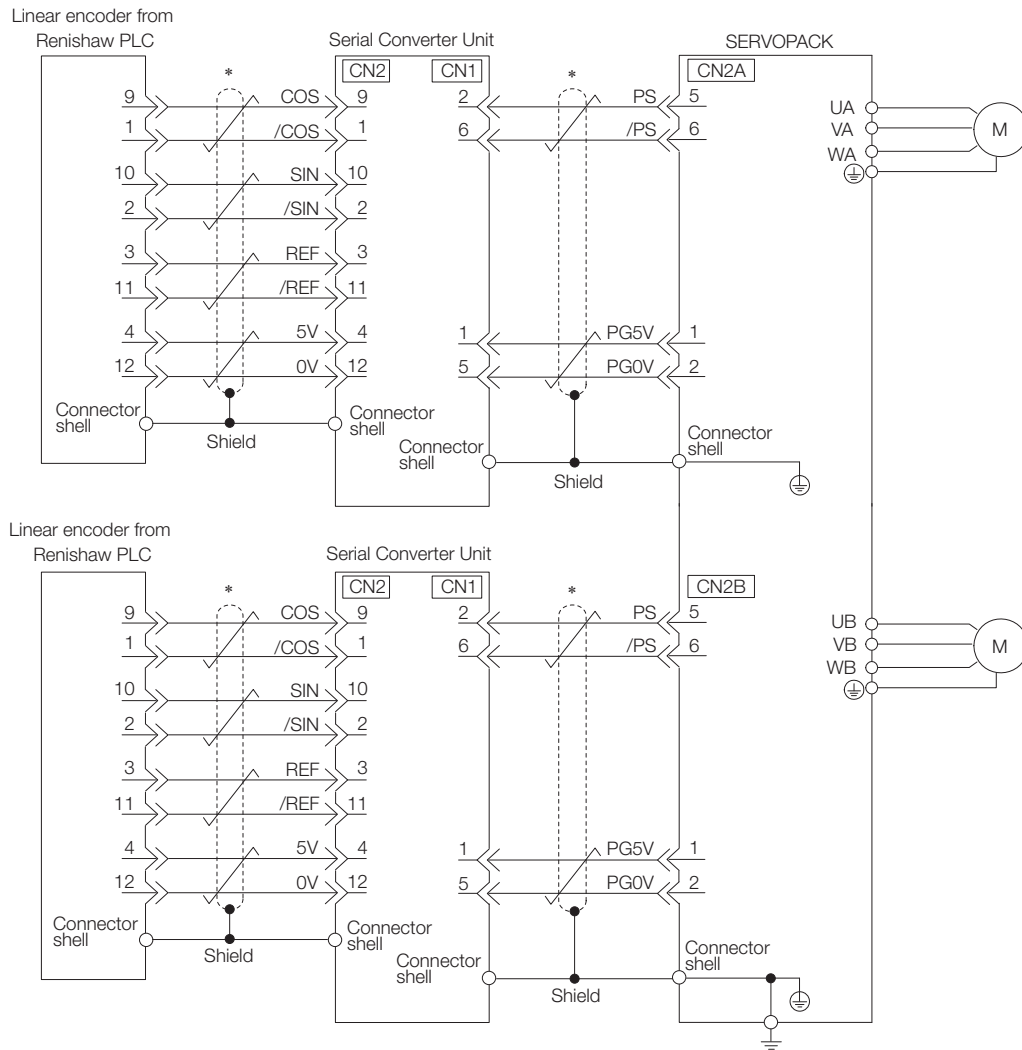 Linear encoder from
Renishaw PLC
Serial Converter Unit
SERVOPACK
* CN2 CN1 * CN2A
9 COS 9 2 PS 5
1 /COS 1 6 /PS 6
UA
VA
WA
M
10 SIN 10
2 /SIN 2
3 REF 3
11 /REF 11
4 5V 4 1 PG5V 1
12 0V 12 5 PG0V 2
Connector
shell
Shield
Connector
shell
Connector
shell
Shield
Connector
shell
Linear encoder from
Renishaw PLC
Serial Converter Unit
* CN2 CN1 * CN2B
9 COS 9 2 PS 5
1 /COS 1 6 /PS 6
UB
VB
WB
M
10 SIN 10
2 /SIN 2
3 REF 3
11 /REF 11
4 5V 4 1 PG5V 1
12 0V 12 5 PG0V 2
Connector
shell
Shield
Connector
shell
Connector
shell
Shield
Connector
shell